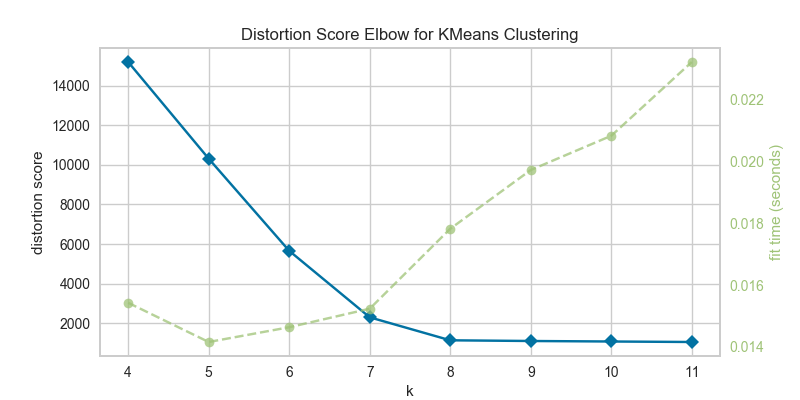 Distortion Score Elbow for KMeans Clustering
14000
12000
10000
8000
6000
4000
2000
distortion score
0.022
0.020
0.018
0.016
0.014
fit time (seconds)
4 5 6 7 8 9 10 11
k